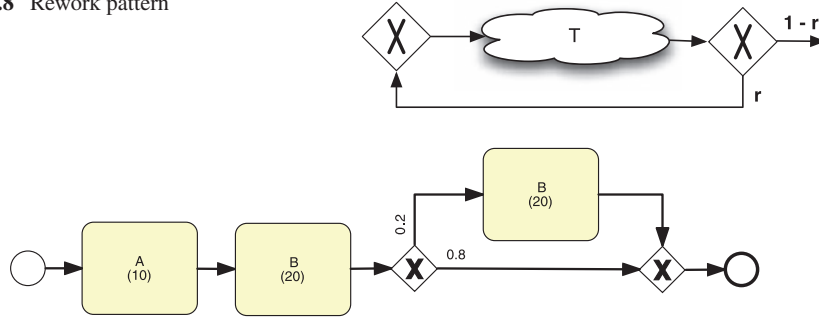 .8 Rework pattern
X
T
X
1 - r
r
A
(10)
B
(20)
0.2
B
(20)
X
0.8
X